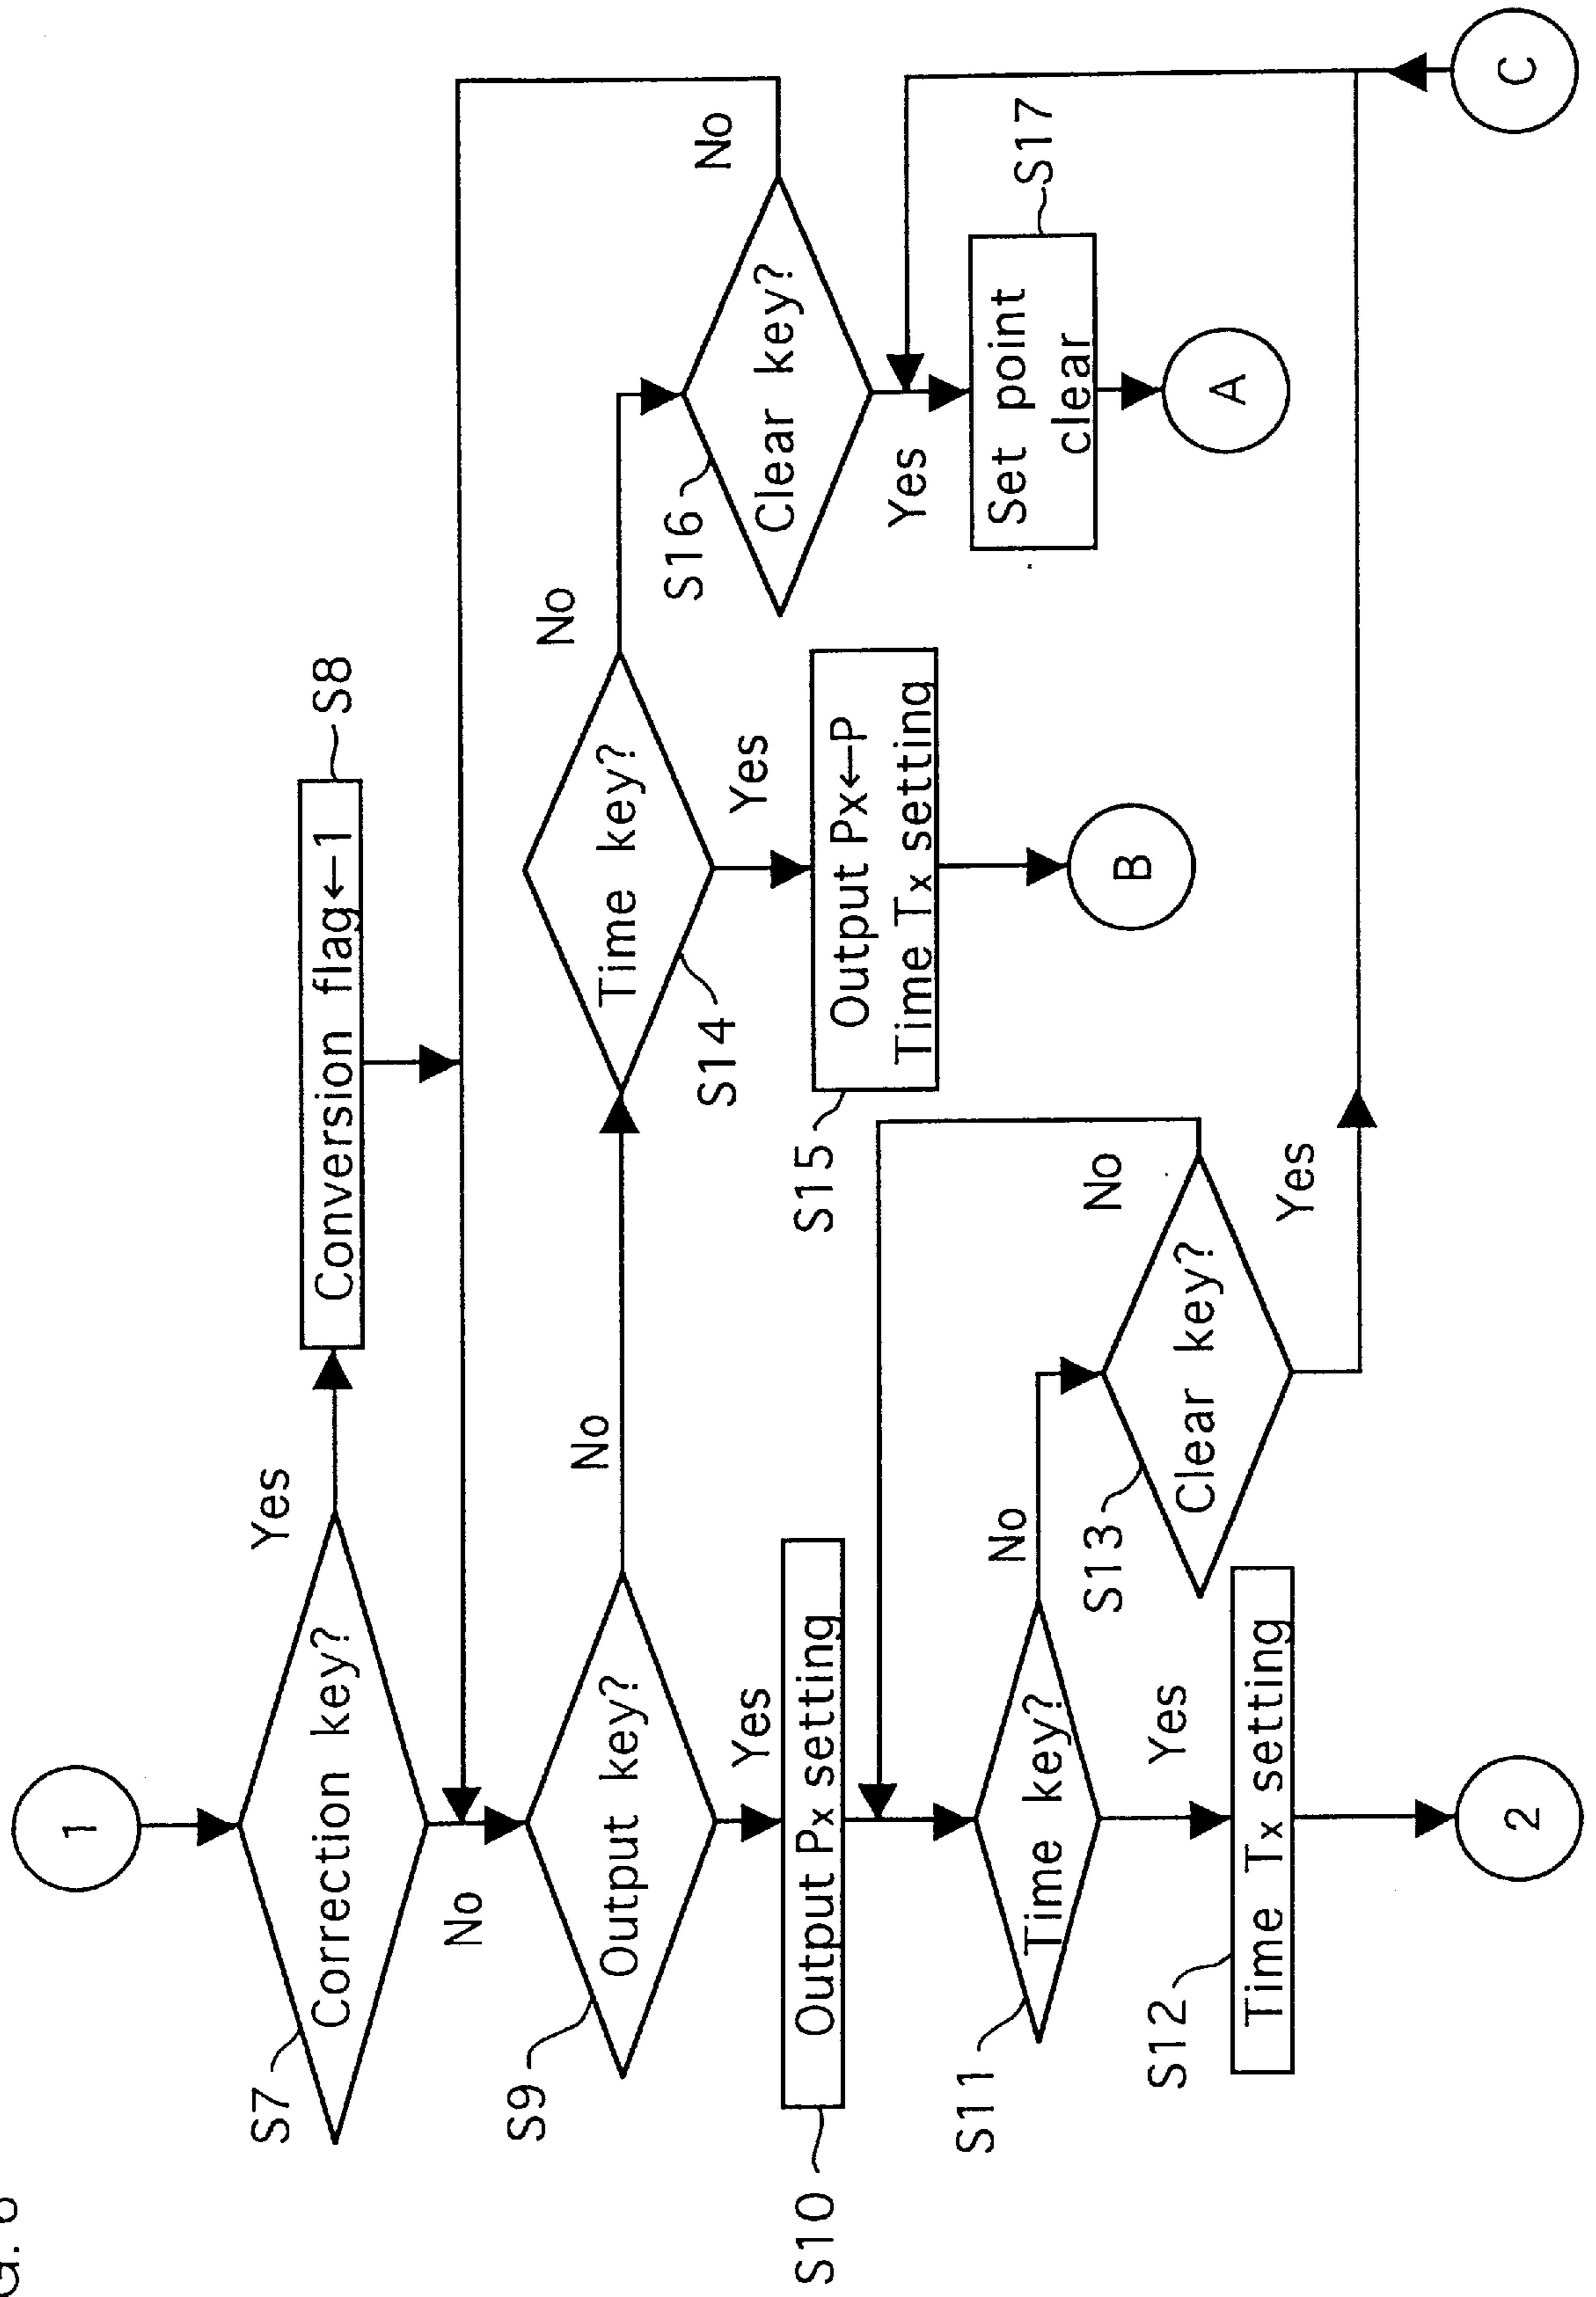 1
S7
Correction key?
Yes
Conversion flag←1
S8
No
S9
Output key?
No
Time key?
No
S14
Yes
S16
Clear key?
No
Yes
S10
Output Px setting
S15
Output Px←P
Time Tx setting
Yes
Set point
clear
S17
S11
Time key?
No
S13
Clear key?
No
B
A
Yes
S12
Time Tx setting
Yes
2
C